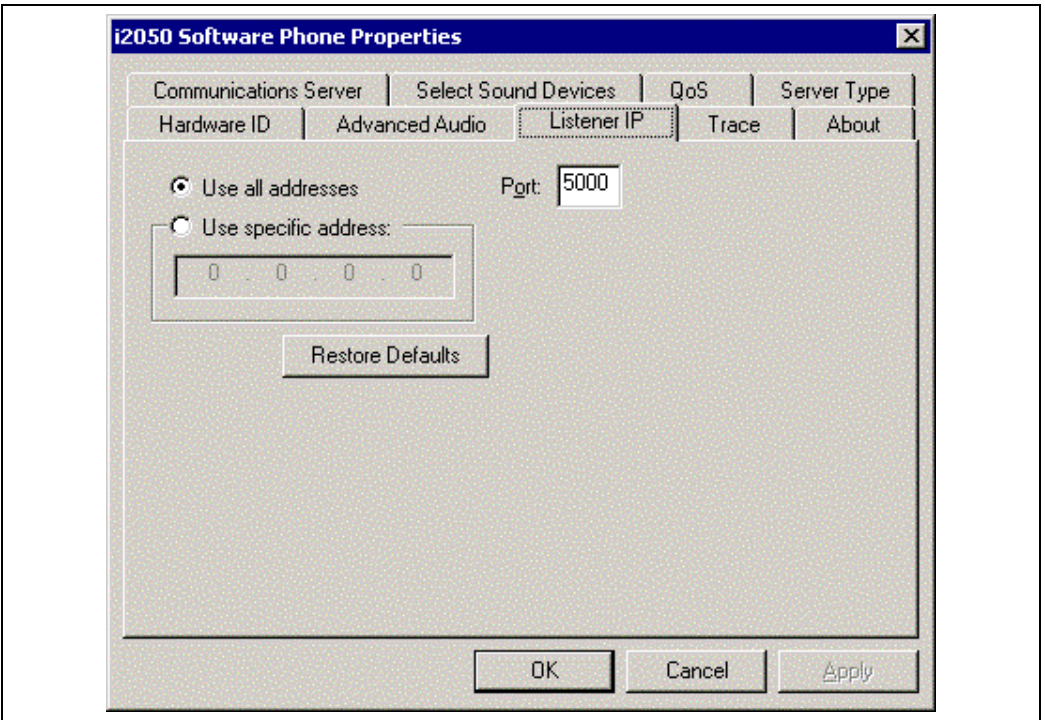 i2050 Software Phone Properties
Communications Server Select Sound Devices QoS Server Type
Hardware ID Advanced Audio Listener IP Trace About
Use all addresses Port: 5000
Use specific address:
0 . 0 . 0 . 0
Restore Defaults
OK Cancel Apply